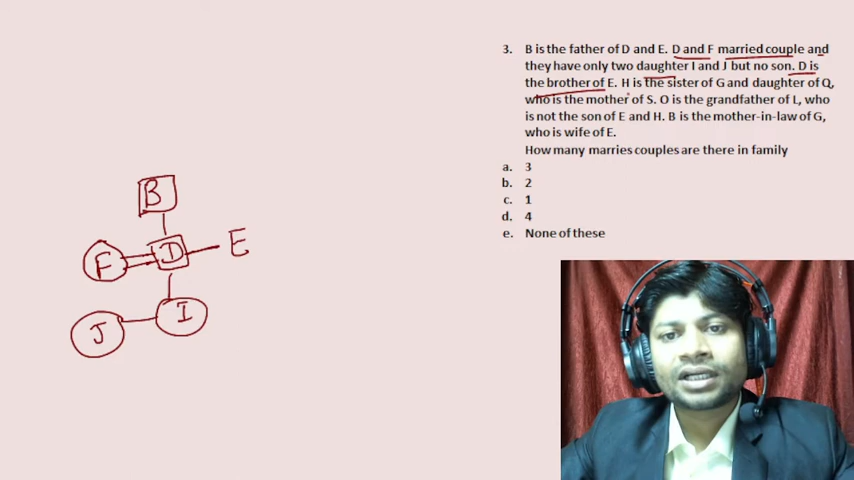 3. B is the father of D and E. D and F married couple and
they have only two daughter I and J but no son. D is
the brother of E. H is the sister of G and daughter of Q,
who is the mother of S. O is the grandfather of L, who
is not the son of E and H. B is the mother-in-law of G,
who is wife of E.
How many marries couples are there in family
a. 3
b. 2
c. 1
d. 4
e. None of these
B
F D E
J I